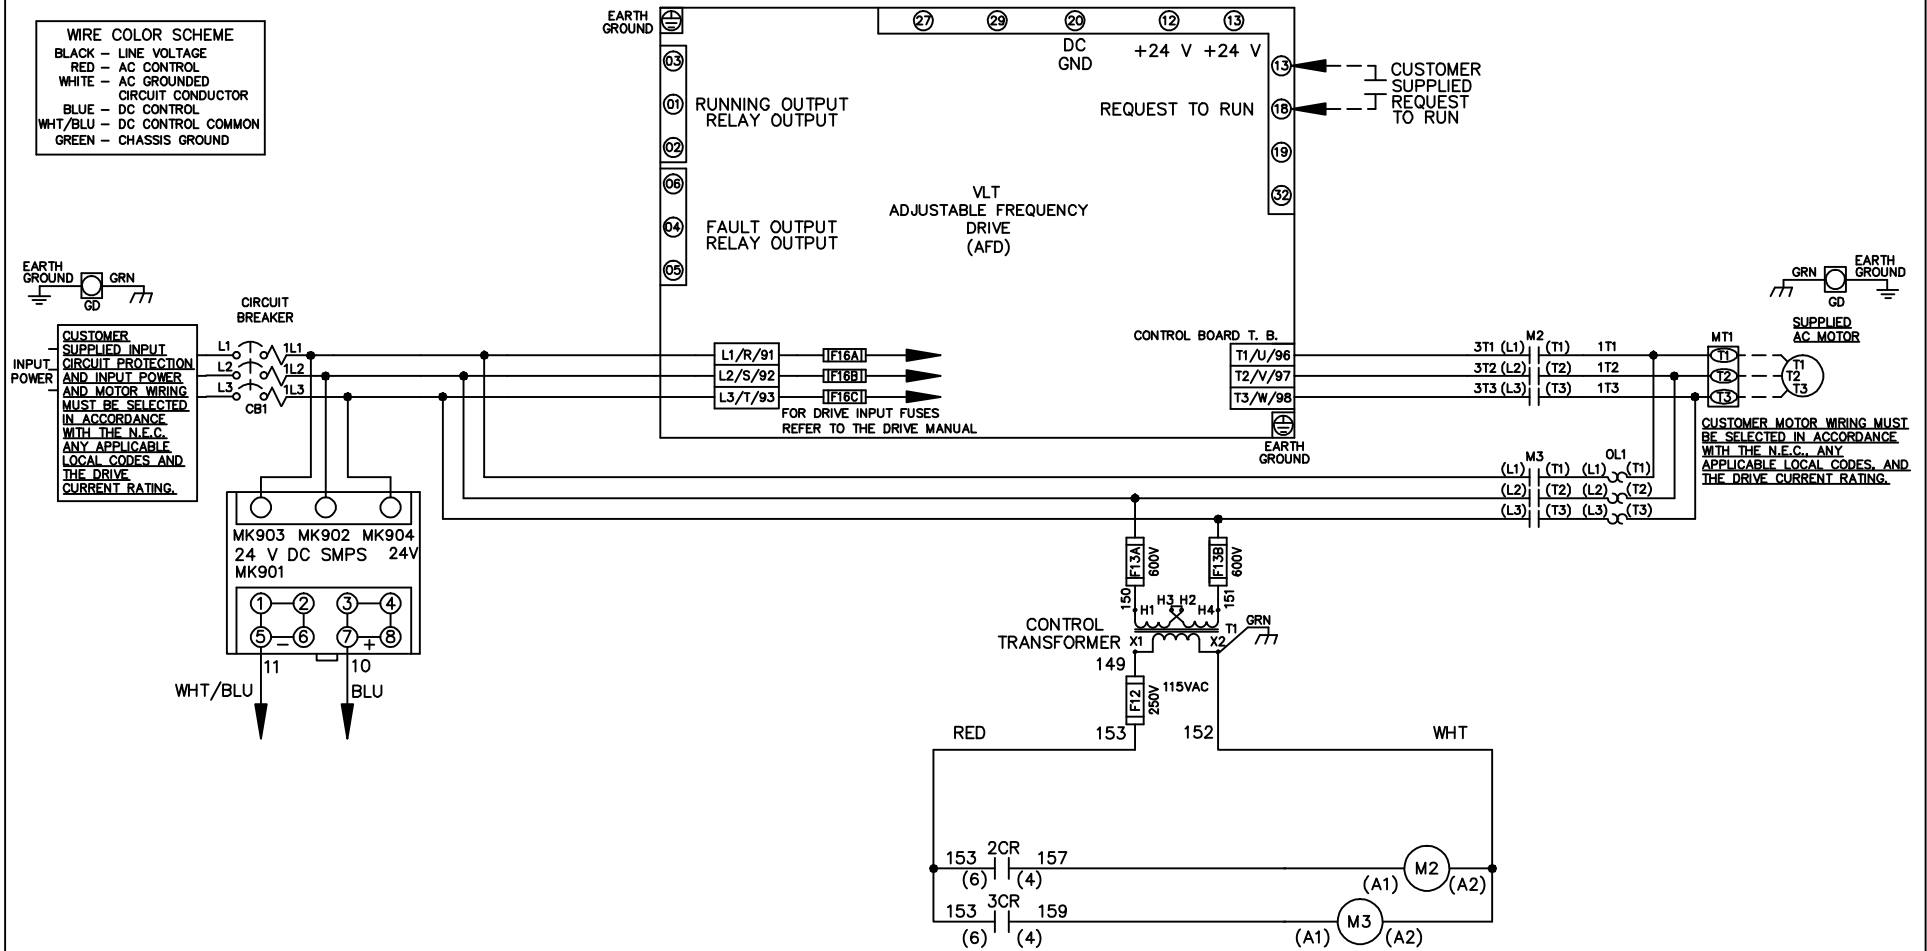 WIRE COLOR SCHEME
BLACK – LINE VOLTAGE
RED – AC CONTROL
WHITE – AC GROUNDED
CIRCUIT CONDUCTOR
BLUE – DC CONTROL
WHT/BLU – DC CONTROL COMMON
GREEN – CHASSIS GROUND
EARTH
GROUND
27 29 20 12 13
DC
GND
+24 V +24 V
03
01
02
RUNNING OUTPUT
RELAY OUTPUT
06
04
05
FAULT OUTPUT
RELAY OUTPUT
REQUEST TO RUN
13
18
19
32
CUSTOMER
SUPPLIED
REQUEST
TO RUN
VLT
ADJUSTABLE FREQUENCY
DRIVE
(AFD)
EARTH
GROUND
GRN
GD
CIRCUIT
BREAKER
INPUT
POWER
CUSTOMER
SUPPLIED INPUT
CIRCUIT PROTECTION
AND INPUT POWER
AND MOTOR WIRING
MUST BE SELECTED
IN ACCORDANCE
WITH THE N.E.C.
ANY APPLICABLE
LOCAL CODES AND
THE DRIVE
CURRENT RATING.
L1 1L1
L2 1L2
L3 1L3
CB1
L1/R/91 F16A
L2/S/92 F16B
L3/T/93 F16C
FOR DRIVE INPUT FUSES
REFER TO THE DRIVE MANUAL
CONTROL BOARD T. B.
T1/U/96
T2/V/97
T3/W/98
EARTH
GROUND
M2
3T1 (L1) (T1) 1T1
3T2 (L2) (T2) 1T2
3T3 (L3) (T3) 1T3
MT1
T1
T2
T3
T1
T2
T3
GRN
GD
EARTH
GROUND
SUPPLIED
AC MOTOR
CUSTOMER MOTOR WIRING MUST
BE SELECTED IN ACCORDANCE
WITH THE N.E.C., ANY
APPLICABLE LOCAL CODES, AND
THE DRIVE CURRENT RATING.
M3 OL1
(L1) (T1) (L1) (T1)
(L2) (T2) (L2) (T2)
(L3) (T3) (L3) (T3)
MK903 MK902 MK904
24 V DC SMPS 24V
MK901
1 2 3 4
5 – 6 7 + 8
11 10
WHT/BLU BLU
F13A 600V
F13B 600V
150 151
H1 H3 H2 H4
CONTROL
TRANSFORMER
X1 X2 T1 GRN
149
F12 250V
115VAC
RED 153 152 WHT
153 2CR 157
(6) (4)
M2
(A1) (A2)
153 3CR 159
(6) (4)
M3
(A1) (A2)